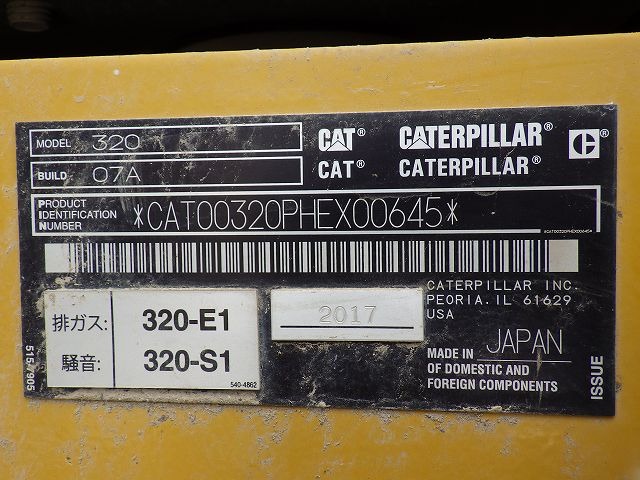 MODEL 320
BUILD 07A
CAT® CATERPILLAR®
CAT® CATERPILLAR®
PRODUCT IDENTIFICATION NUMBER *CAT00320PHEX00645*
*CAT00320PHEX00645*
CATERPILLAR INC.
PEORIA. IL 61629
USA
排ガス: 320-E1
騒音: 320-S1
540-4862
2017
MADE IN JAPAN
OF DOMESTIC AND
FOREIGN COMPONENTS
ISSUE